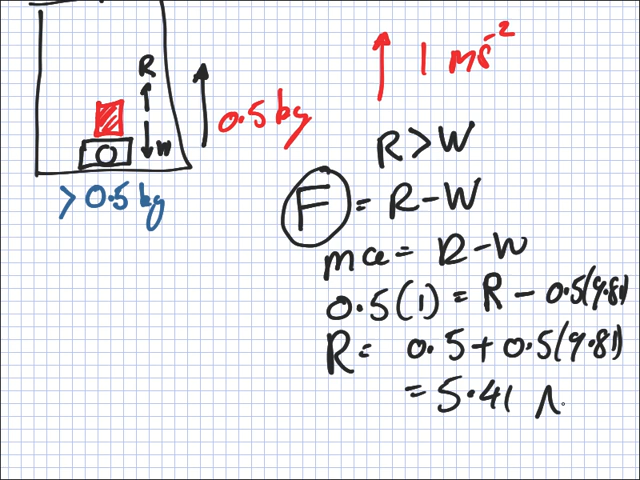 R
W
0.5 kg
> 0.5 kg
1 ms⁻²
R > W
F = R - W
ma = R - W
0.5(1) = R - 0.5(9.81)
R = 0.5 + 0.5(9.81)
= 5.41 N